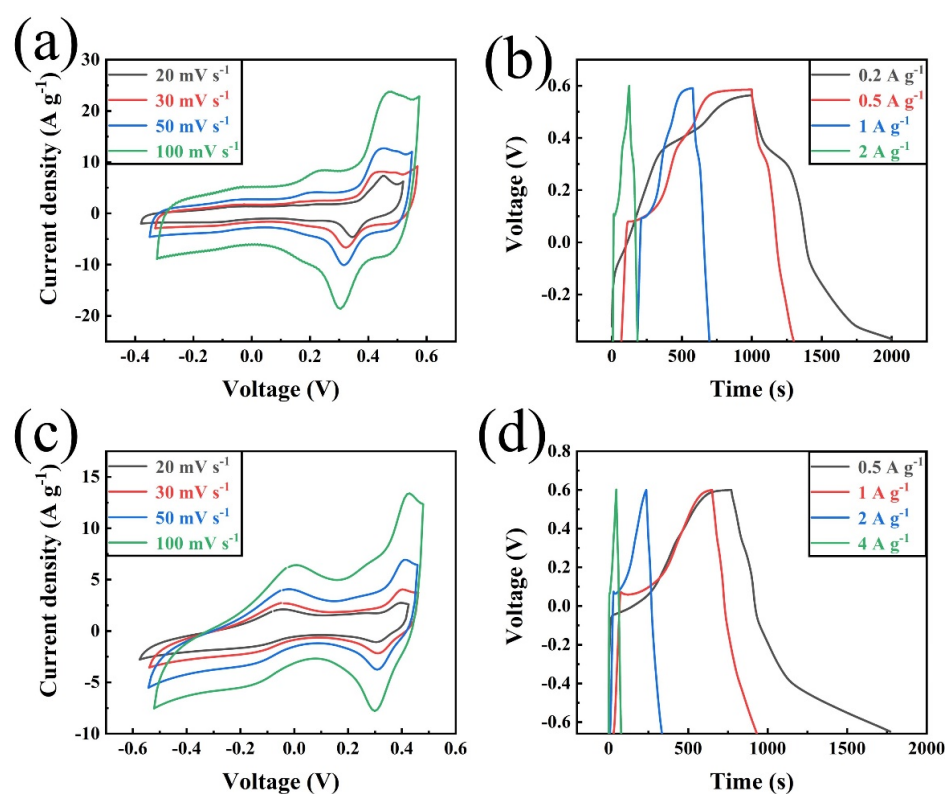 (a)
30
20
10
0
-10
-20
Current density (A g⁻¹)
20 mV s⁻¹
30 mV s⁻¹
50 mV s⁻¹
100 mV s⁻¹
-0.4 -0.2 0.0 0.2 0.4 0.6
Voltage (V)
(b)
0.6
0.4
0.2
0.0
-0.2
Voltage (V)
0.2 A g⁻¹
0.5 A g⁻¹
1 A g⁻¹
2 A g⁻¹
0 500 1000 1500 2000
Time (s)
(c)
15
10
5
0
-5
-10
Current density (A g⁻¹)
20 mV s⁻¹
30 mV s⁻¹
50 mV s⁻¹
100 mV s⁻¹
-0.6 -0.4 -0.2 0.0 0.2 0.4 0.6
Voltage (V)
(d)
0.8
0.6
0.4
0.2
0.0
-0.2
-0.4
-0.6
Voltage (V)
0.5 A g⁻¹
1 A g⁻¹
2 A g⁻¹
4 A g⁻¹
0 500 1000 1500 2000
Time (s)